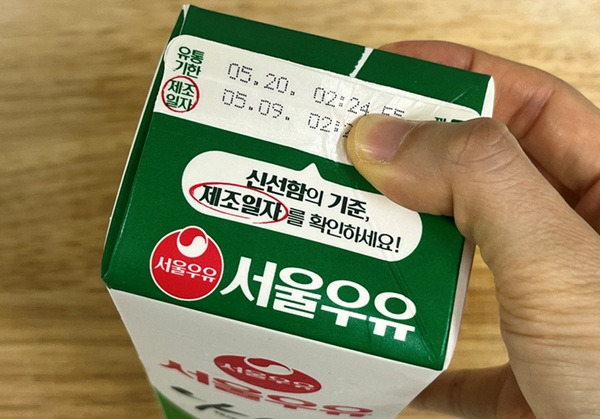 유통
기한
05.20. 02:24
제조
일자
05.09. 02:
신선함의 기준,
제조일자를 확인하세요!
서울우유
서울우유
서울우유